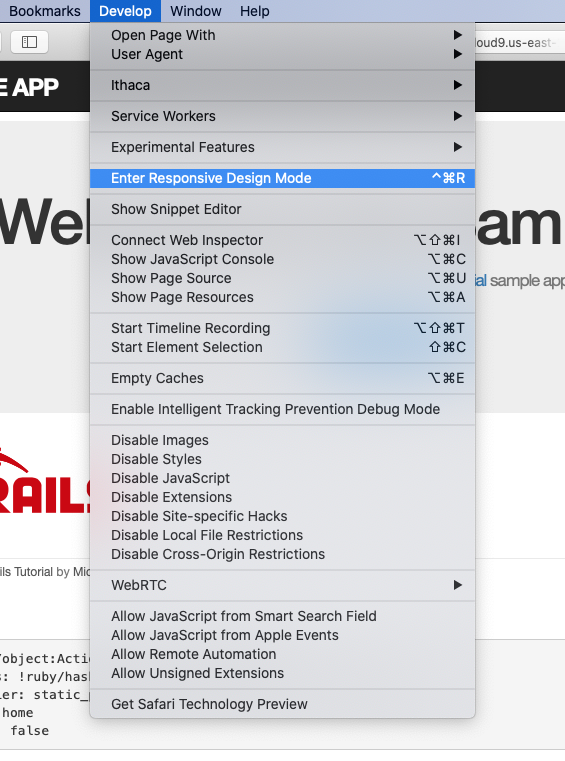 Bookmarks Develop Window Help
Open Page With ▶
User Agent ▶
loud9.us-east-
E APP
Ithaca ▶
Service Workers ▶
Experimental Features ▶
Enter Responsive Design Mode ^⌘R
Show Snippet Editor
Wel
am
Connect Web Inspector ⌥⇧⌘I
Show JavaScript Console ⌥⌘C
Show Page Source ⌥⌘U
ial sample app
Show Page Resources ⌥⌘A
Start Timeline Recording ⌥⇧⌘T
Start Element Selection ⇧⌘C
Empty Caches ⌥⌘E
Enable Intelligent Tracking Prevention Debug Mode
Disable Images
Disable Styles
Disable JavaScript
Disable Extensions
RAILS
Disable Site-specific Hacks
Disable Local File Restrictions
Disable Cross-Origin Restrictions
ils Tutorial by Mic
WebRTC ▶
Allow JavaScript from Smart Search Field
Allow JavaScript from Apple Events
Allow Remote Automation
Allow Unsigned Extensions
/object:Actio
s: !ruby/hash
ler: static_p
home
false
Get Safari Technology Preview